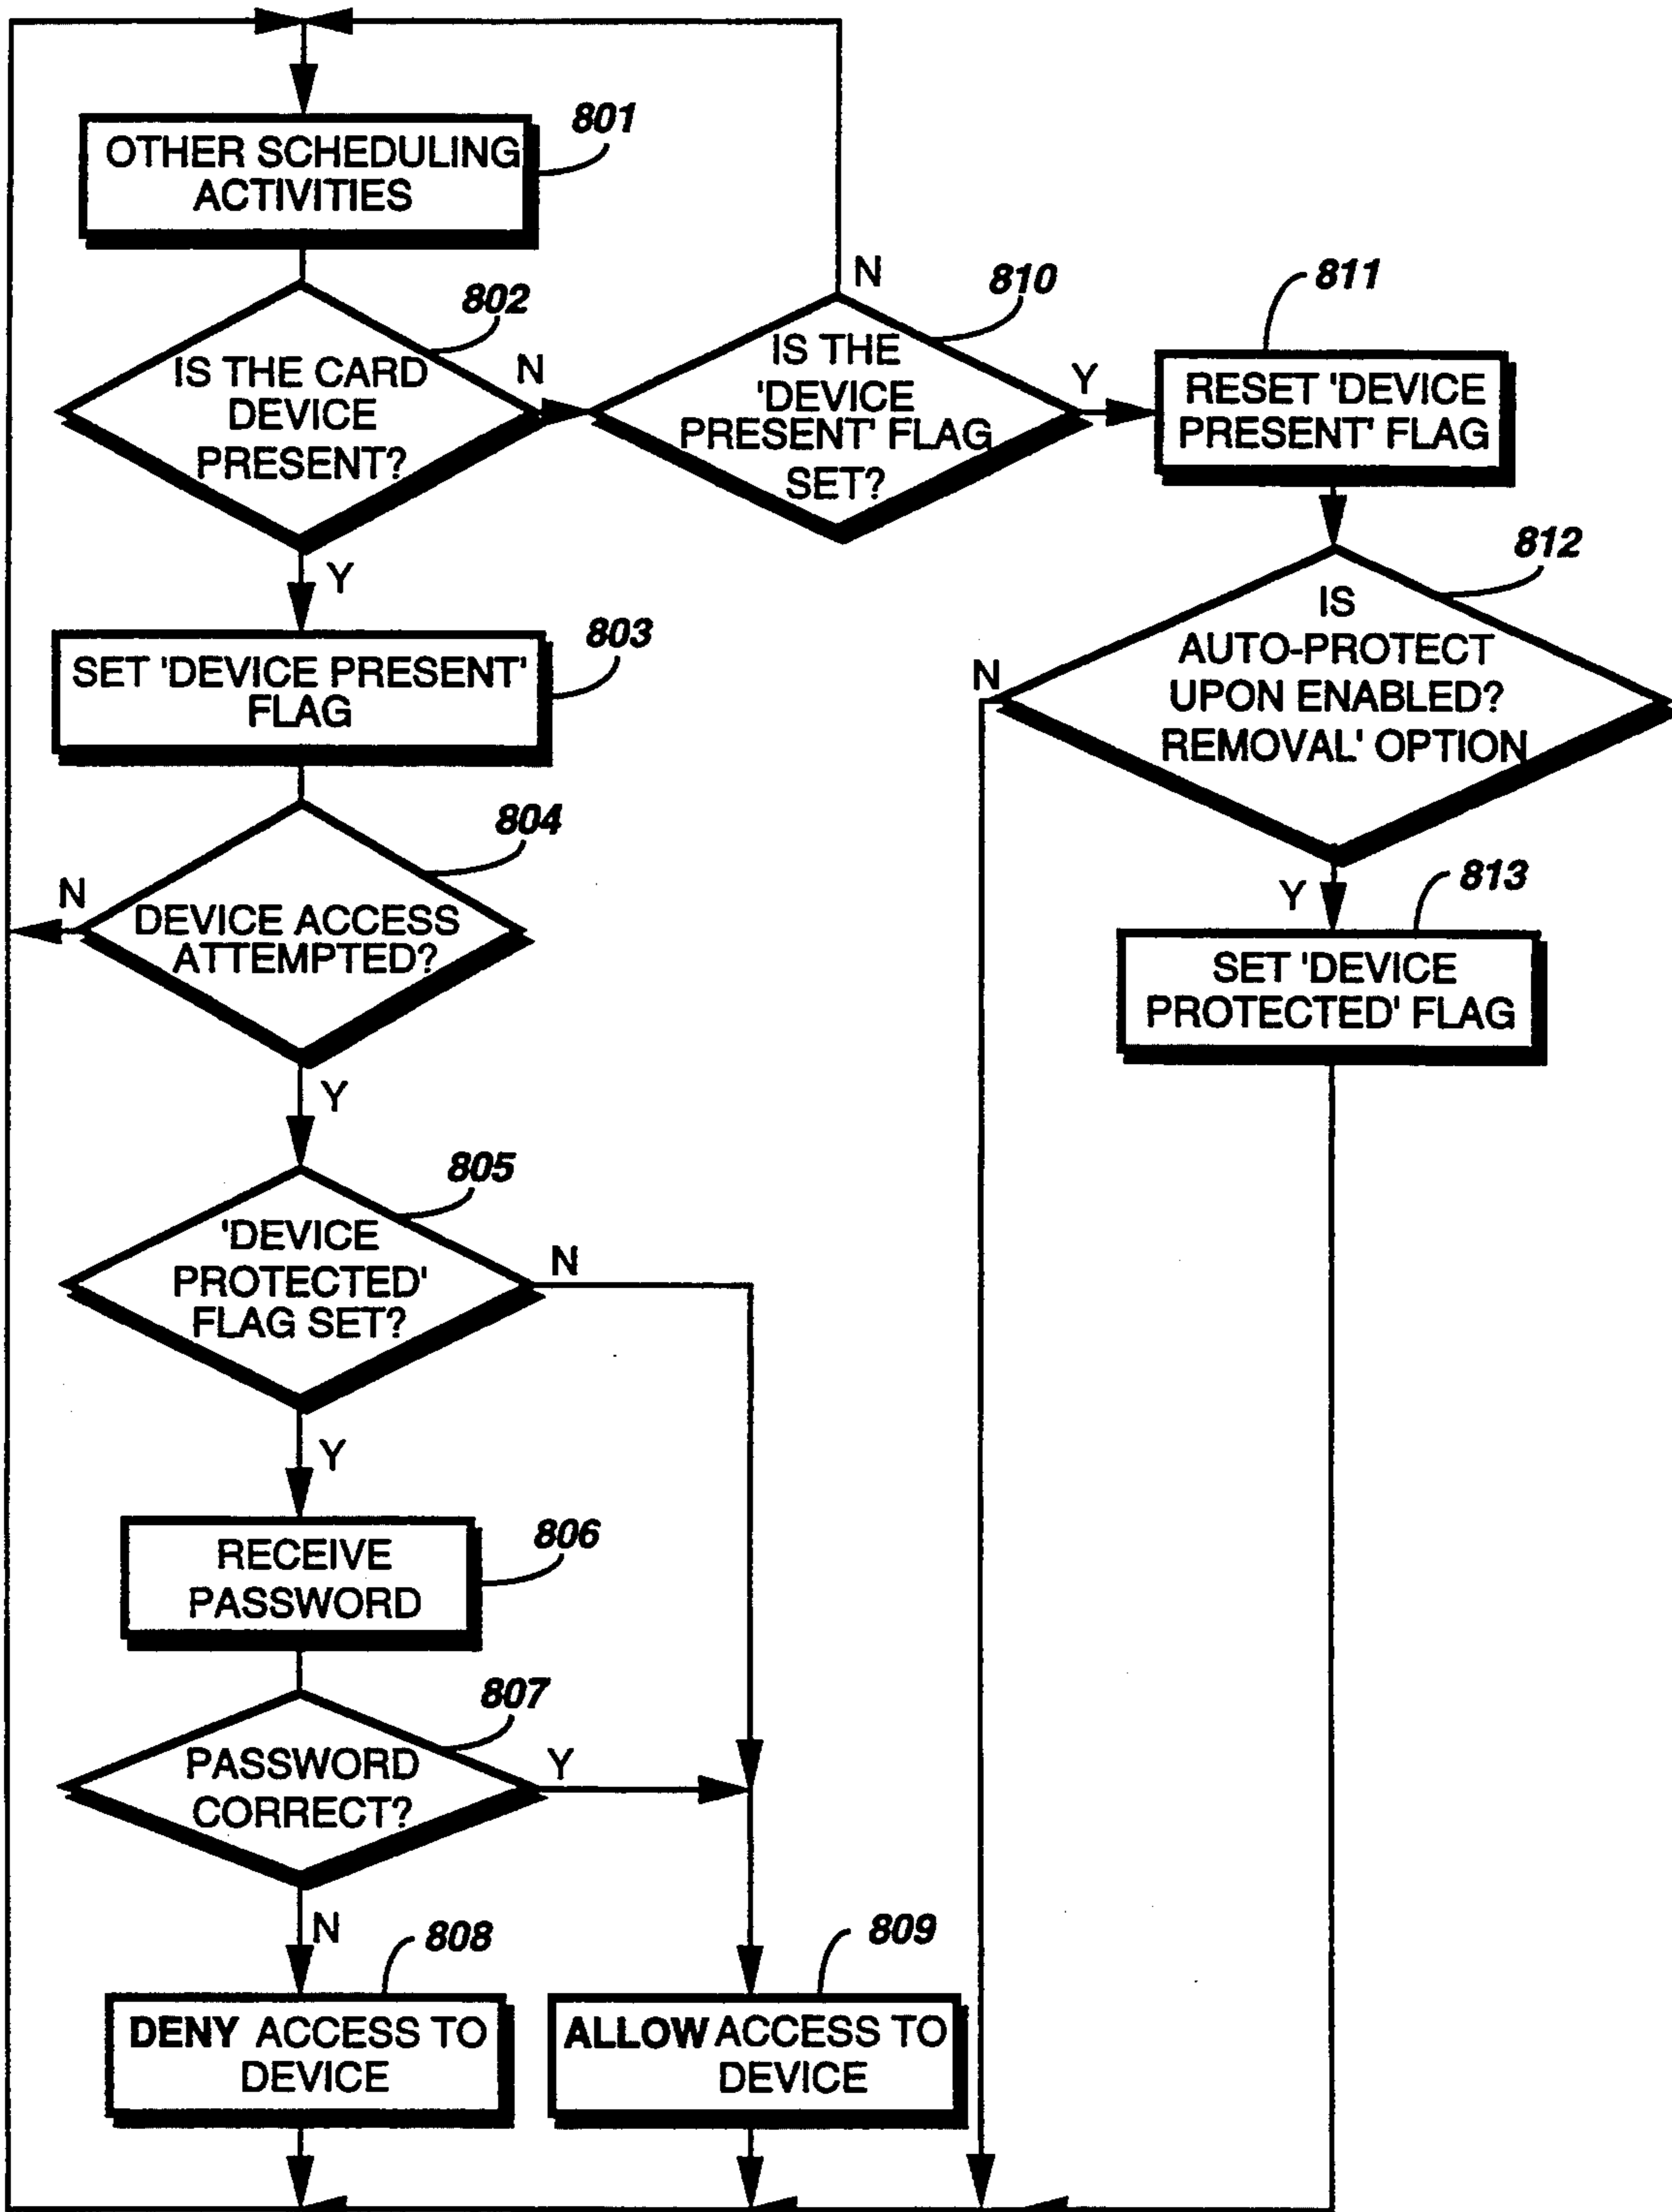 801
OTHER SCHEDULING
ACTIVITIES
802
IS THE CARD
DEVICE
PRESENT?
N
Y
810
IS THE
'DEVICE
PRESENT' FLAG
SET?
N
Y
811
RESET 'DEVICE
PRESENT' FLAG
812
IS
AUTO-PROTECT
UPON ENABLED?
REMOVAL' OPTION
N
Y
813
SET 'DEVICE
PROTECTED' FLAG
803
SET 'DEVICE PRESENT'
FLAG
804
DEVICE ACCESS
ATTEMPTED?
N
Y
805
'DEVICE
PROTECTED'
FLAG SET?
N
Y
806
RECEIVE
PASSWORD
807
PASSWORD
CORRECT?
Y
N
808
DENY ACCESS TO
DEVICE
809
ALLOW ACCESS TO
DEVICE